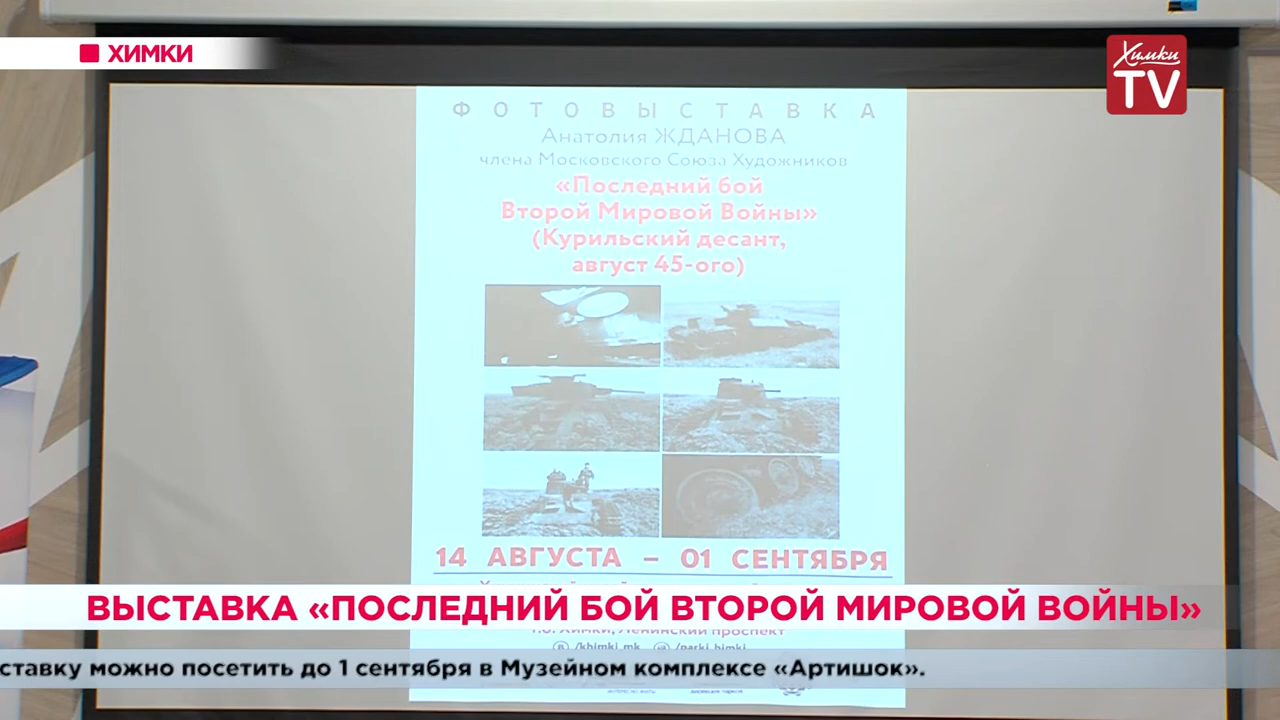 ХИМКИ
Химки
TV
ФОТОВЫСТАВКА
Анатолия ЖДАНОВА
члена Московского Союза Художников
«Последний бой
Второй Мировой Войны»
(Курильский десант,
август 45-ого)
14 АВГУСТА – 01 СЕНТЯБРЯ
ВЫСТАВКА «ПОСЛЕДНИЙ БОЙ ВТОРОЙ МИРОВОЙ ВОЙНЫ»
г.о. Химки, Ленинский проспект
/khimki_mk /parki_himki
ставку можно посетить до 1 сентября в Музейном комплексе «Артишок».